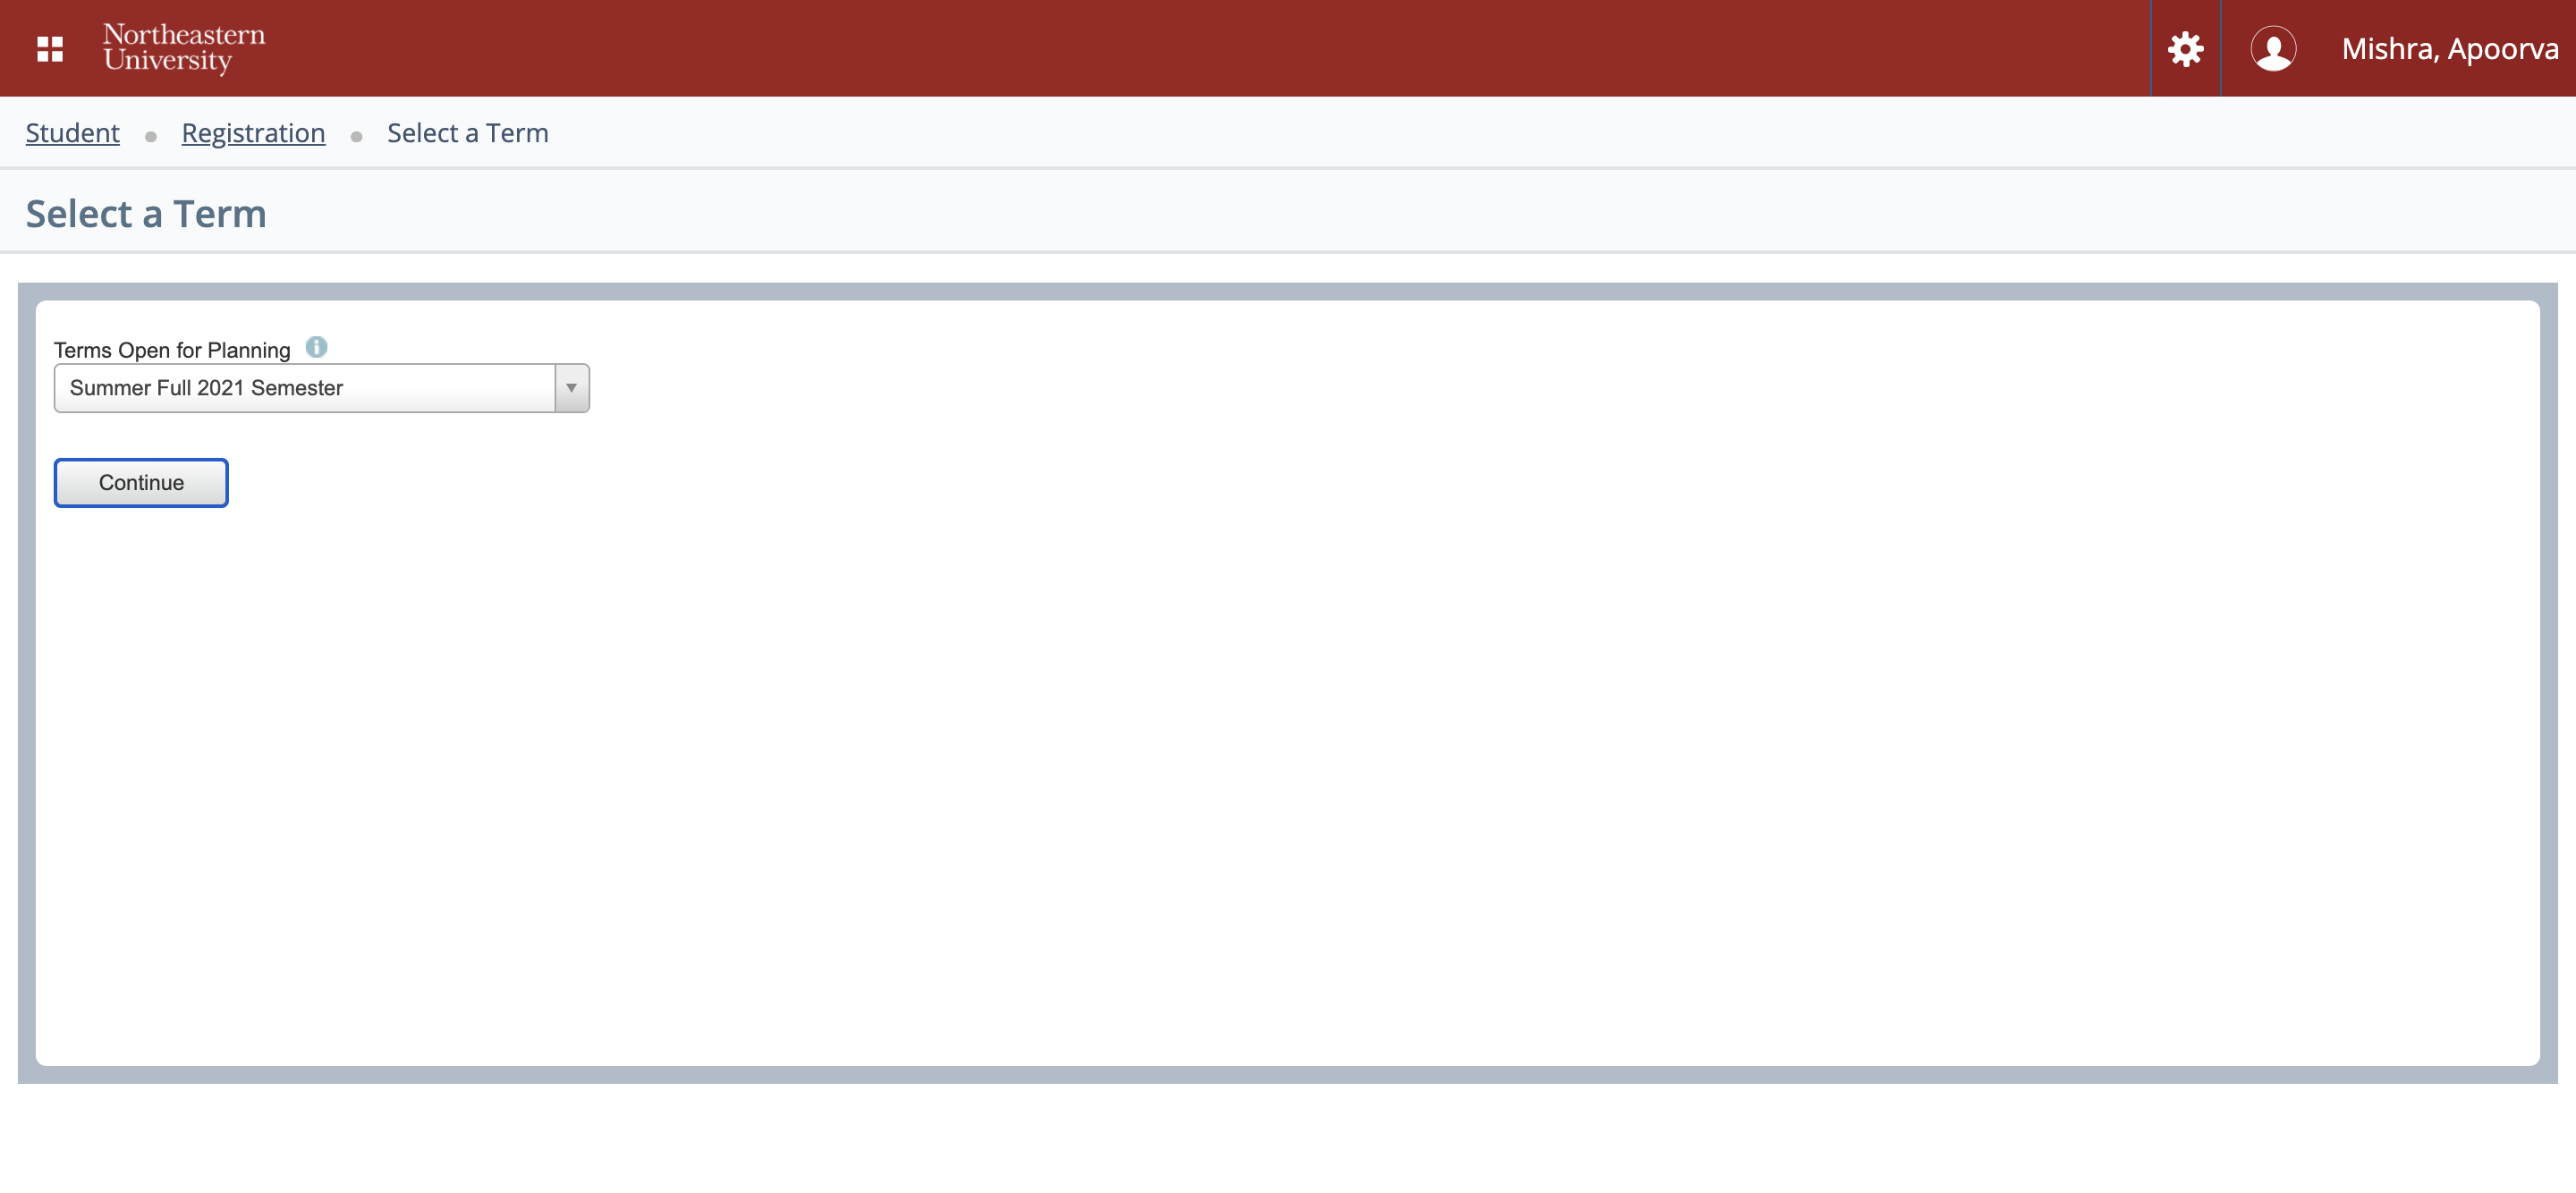 Northeastern
University
Mishra, Apoorva
Student Registration Select a Term
Select a Term
Terms Open for Planning
Summer Full 2021 Semester
Continue